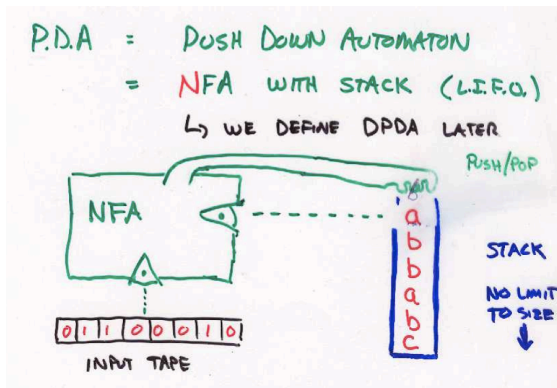 P.D.A = PUSH DOWN AUTOMATON
= NFA WITH STACK (L.I.F.O.)
↳ WE DEFINE DPDA LATER
PUSH/POP
NFA
a
b
b
a
b
c
STACK
NO LIMIT
TO SIZE
0 1 1 0 0 0 1 0
INPUT TAPE